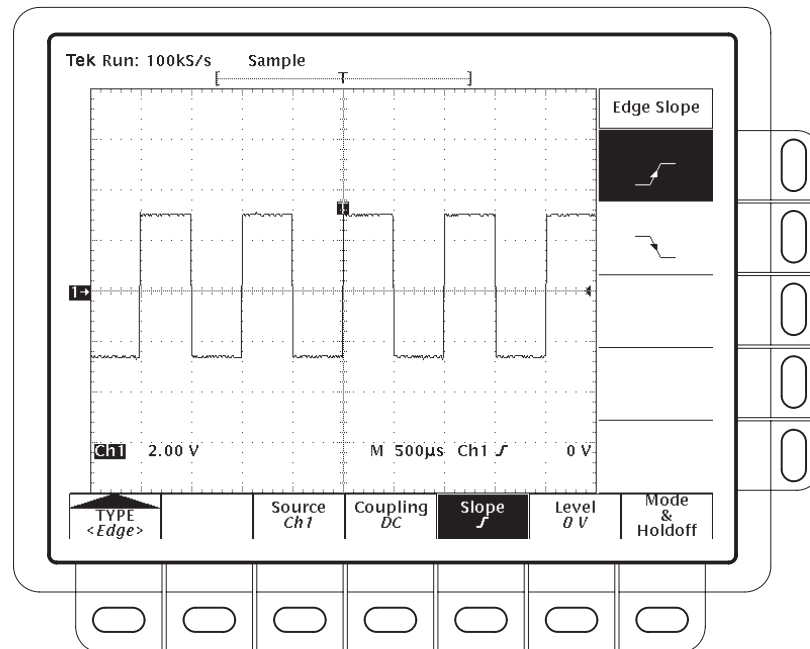 Tek Run: 100kS/s Sample
T
Edge Slope
T
1→
Ch1 2.00 V M 500µs Ch1 0 V
TYPE
<Edge>
Source
Ch1
Coupling
DC
Slope
Level
0 V
Mode
&
Holdoff